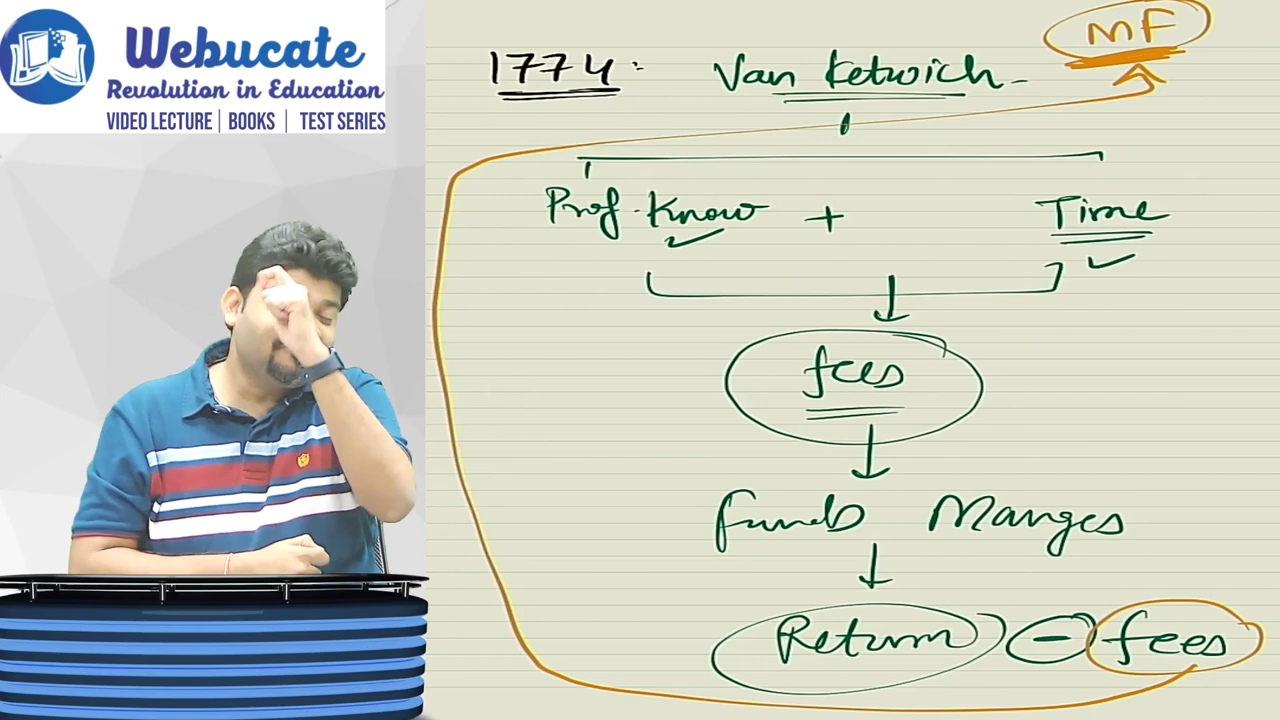 Webucate
Revolution in Education
VIDEO LECTURE | BOOKS | TEST SERIES
MF
1774: Van Ketwich -
Prof. Know + Time
fees
Funds Manges
Return - fees